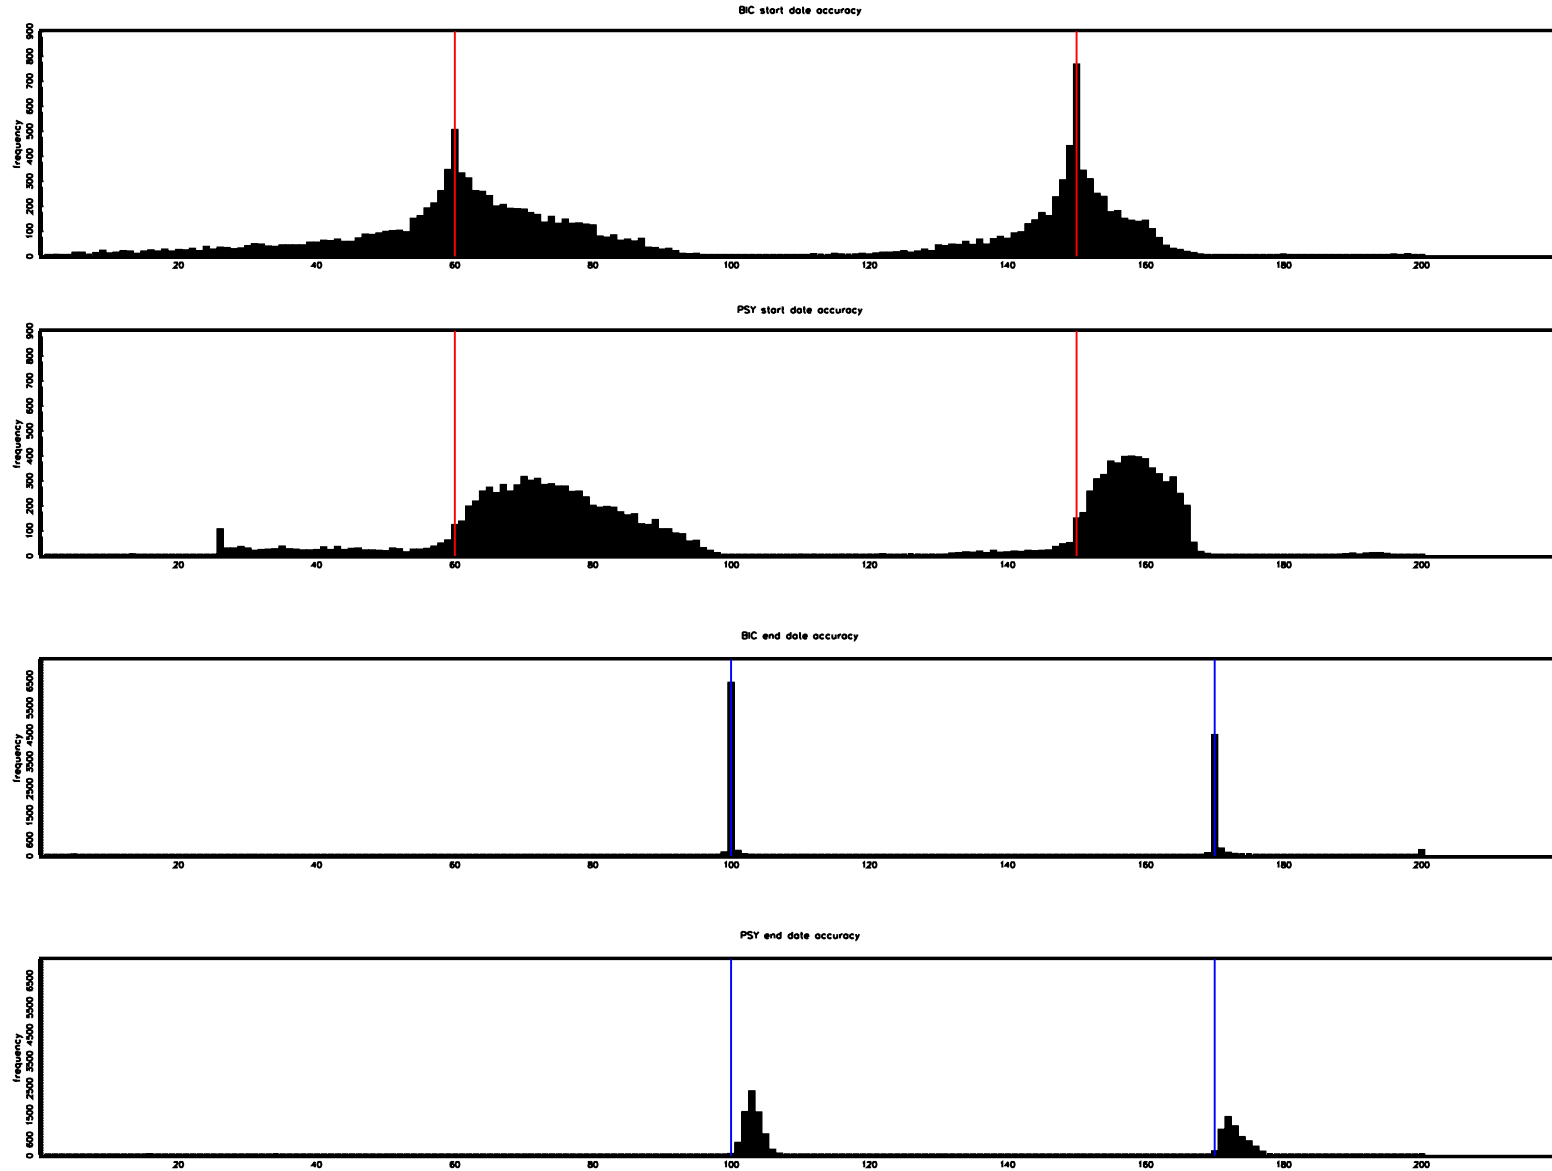 BIC start date accuracy
frequency
0 100 200 300 400 500 600 700 800 900
20 40 60 80 100 120 140 160 180 200
PSY start date accuracy
frequency
0 100 200 300 400 500 600 700 800 900
20 40 60 80 100 120 140 160 180 200
BIC end date accuracy
frequency
0 600 1500 2500 3500 4500 5500 6500
20 40 60 80 100 120 140 160 180 200
PSY end date accuracy
frequency
0 600 1500 2500 3500 4500 5500 6500
20 40 60 80 100 120 140 160 180 200